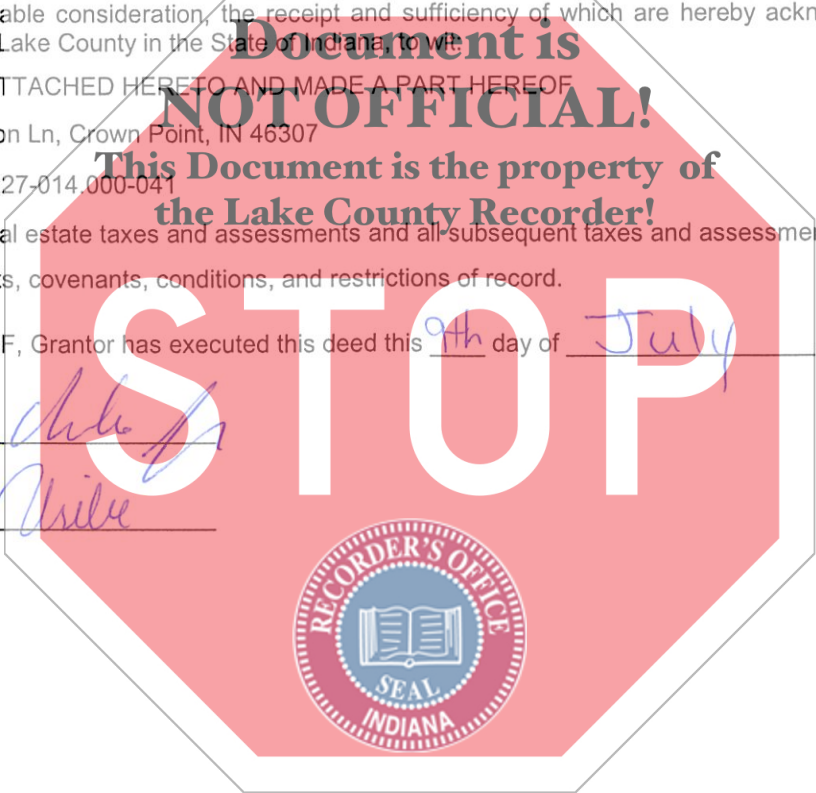 able consideration, the receipt and sufficiency of which are hereby ackn
Lake County in the State of Indiana, to wit:
Document is
TTACHED HERETO AND MADE A PART HEREOF
NOT OFFICIAL!
on Ln, Crown Point, IN 46307
This Document is the property of
27-014.000-041
the Lake County Recorder!
al estate taxes and assessments and all subsequent taxes and assessme
s, covenants, conditions, and restrictions of record.
STOP
F, Grantor has executed this deed this 9th day of July
Uribe
RECORDER'S OFFICE
SEAL
INDIANA